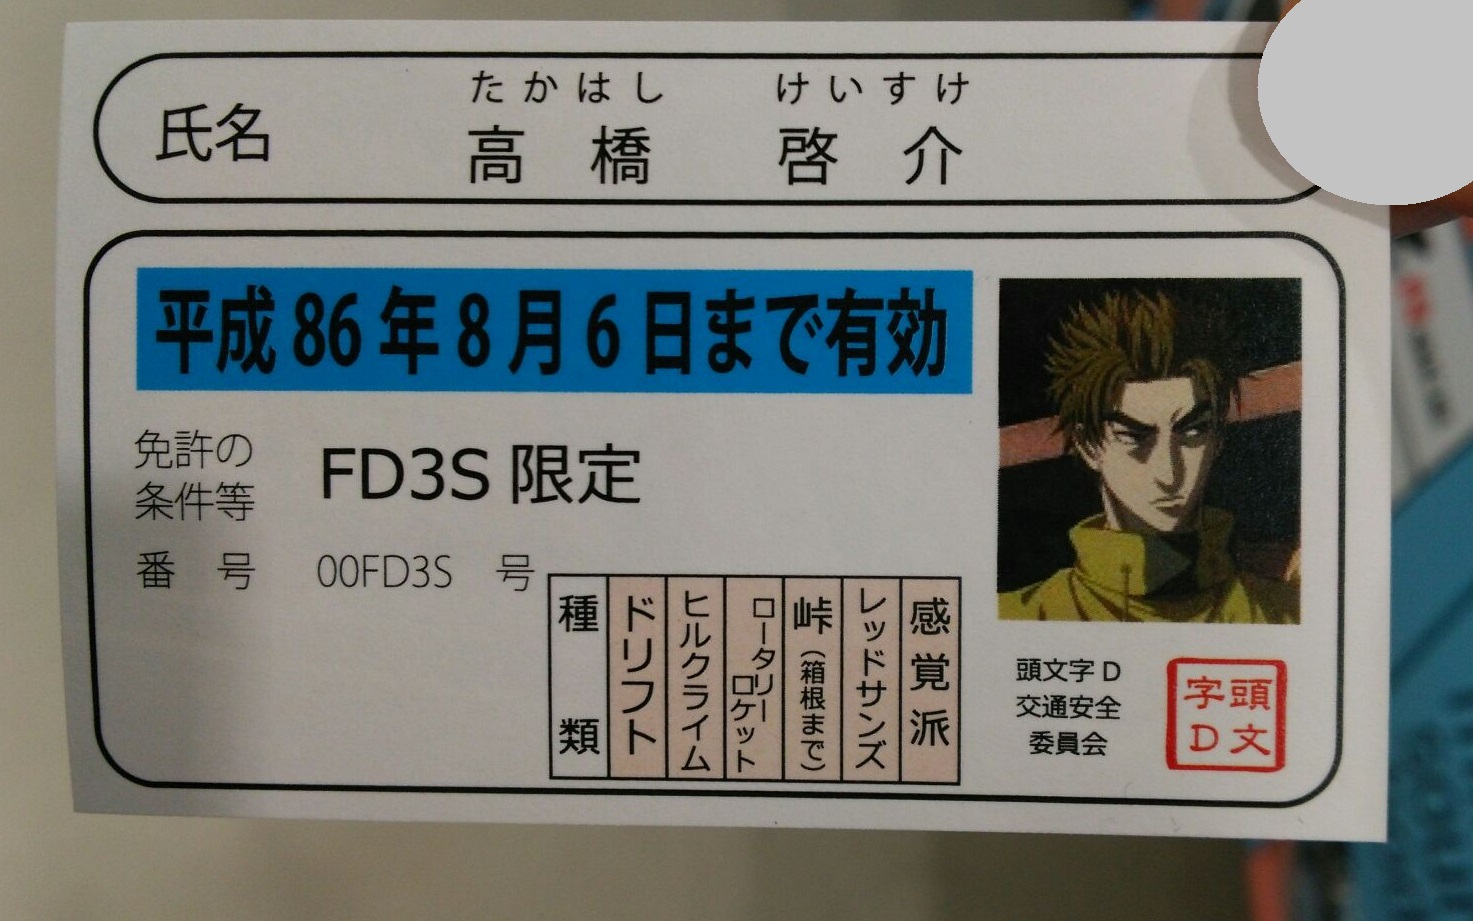 たかはし けいすけ
氏名 高橋 啓介
平成86年8月6日まで有効
免許の
条件等
FD3S 限定
番 号 00FD3S 号
種類
ドリフト
ヒルクライム
ロータリー
ロケット
峠(箱根まで)
レッドサンズ
感覚派
頭文字D
交通安全
委員会
頭文
字D